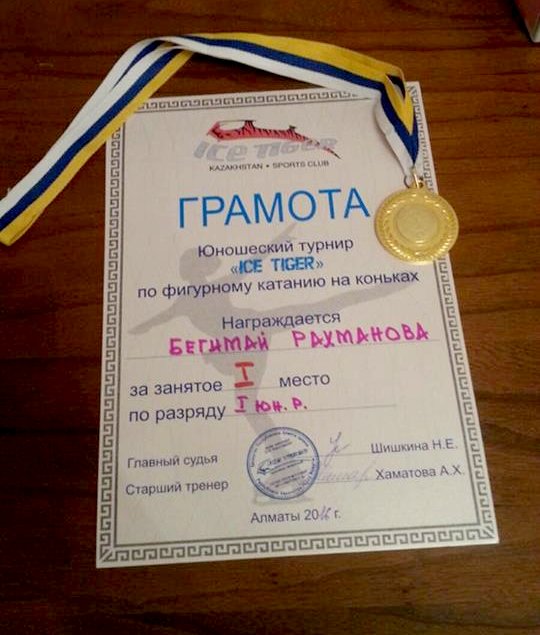 ICE TIGER
KAZAKHSTAN • SPORTS CLUB
ГРАМОТА
Юношеский турнир
«ICE TIGER»
по фигурному катанию на коньках
Награждается
БЕГИМАЙ РАХМАНОВА
за занятое I место
по разряду I юн. р.
Главный судья Шишкина Н.Е.
Старший тренер Хаматова А.Х.
Алматы 2016 г.